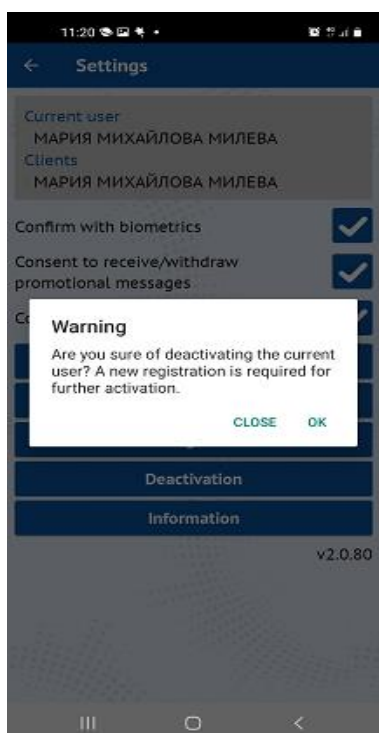 11:20
Settings
Current user
МАРИЯ МИХАЙЛОВА МИЛЕВА
Clients
МАРИЯ МИХАЙЛОВА МИЛЕВА
Confirm with biometrics
Consent to receive/withdraw
promotional messages
Warning
Are you sure of deactivating the current
user? A new registration is required for
further activation.
CLOSE OK
Deactivation
Information
v2.0.80